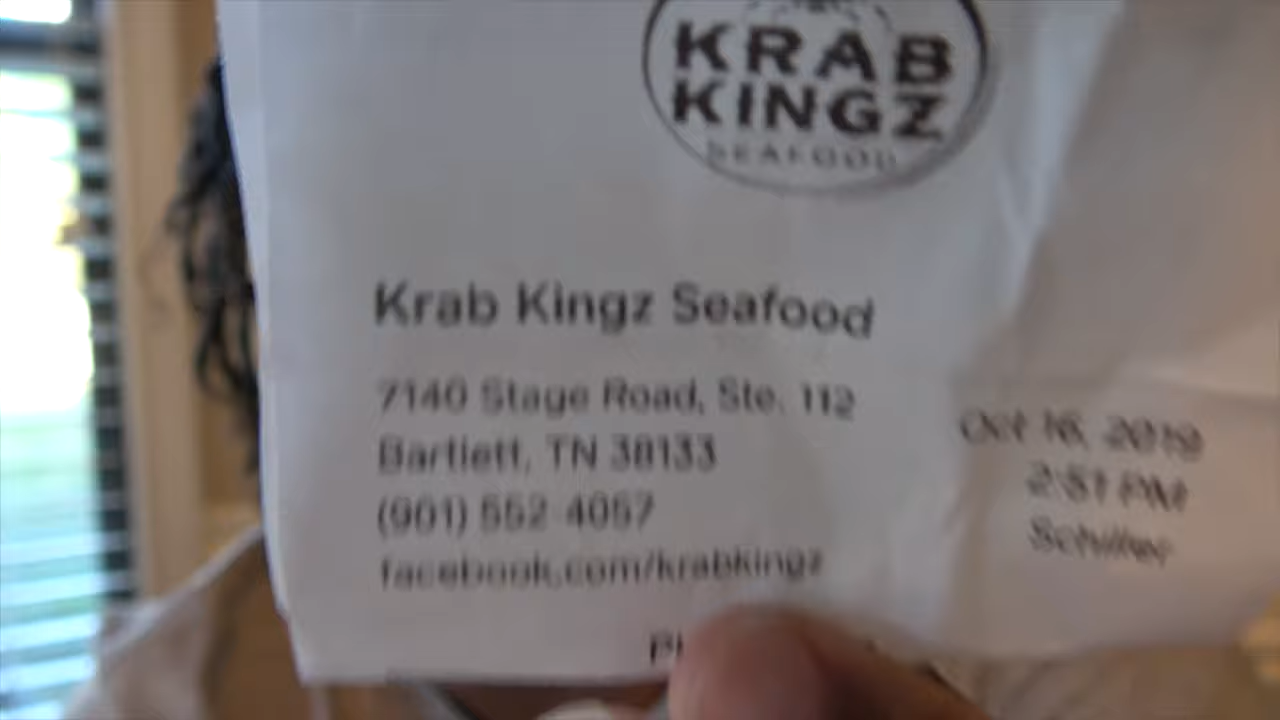 KRAB
KINGZ
SEAFOOD
Krab Kingz Seafood
7140 Stage Road, Ste. 112
Bartlett, TN 38133
(901) 552-4057
facebook.com/krabkingz
Oct 16, 2019
2:51 PM